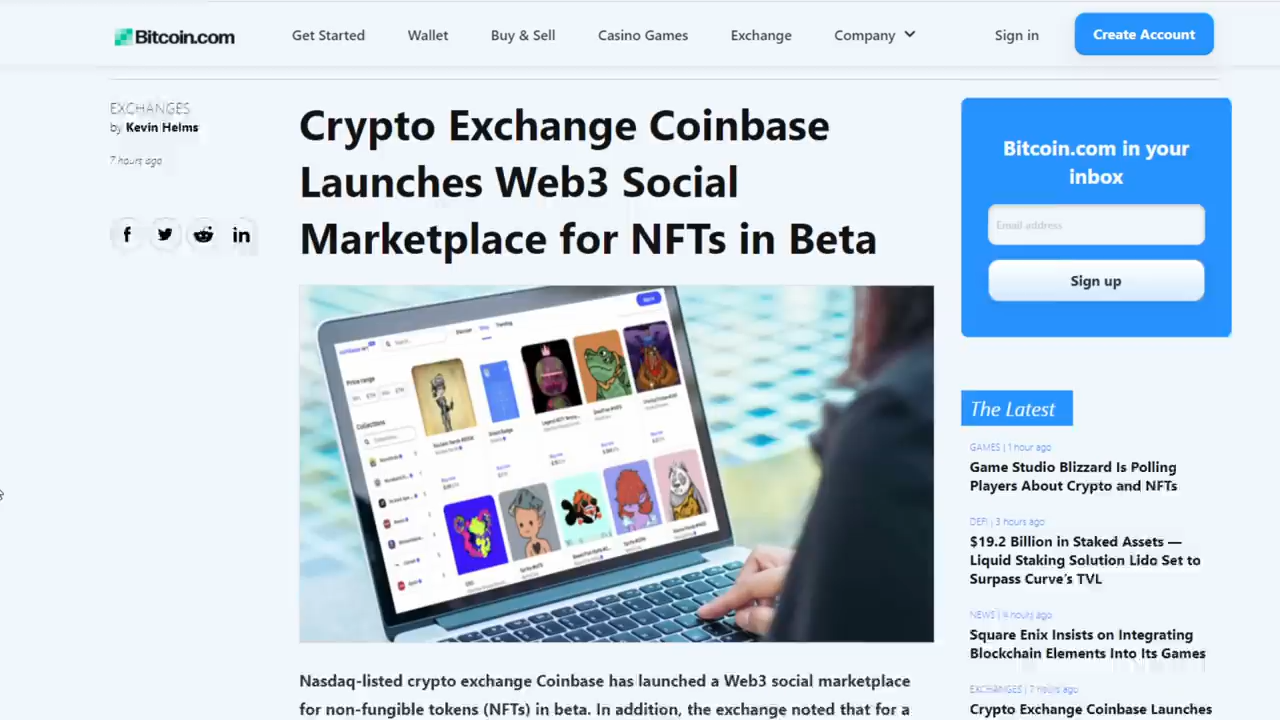 Bitcoin.com
Get Started
Wallet
Buy & Sell
Casino Games
Exchange
Company
Sign in
Create Account
EXCHANGES
by Kevin Helms
7 hours ago
Crypto Exchange Coinbase
Launches Web3 Social
Marketplace for NFTs in Beta
Price range
Collections
Nasdaq-listed crypto exchange Coinbase has launched a Web3 social marketplace
for non-fungible tokens (NFTs) in beta. In addition, the exchange noted that for a
Bitcoin.com in your
inbox
Email address
Sign up
The Latest
GAMES | 1 hour ago
Game Studio Blizzard Is Polling
Players About Crypto and NFTs
DEFI | 3 hours ago
$19.2 Billion in Staked Assets —
Liquid Staking Solution Lido Set to
Surpass Curve's TVL
NEWS | 4 hours ago
Square Enix Insists on Integrating
Blockchain Elements Into Its Games
EXCHANGES | 7 hours ago
Crypto Exchange Coinbase Launches